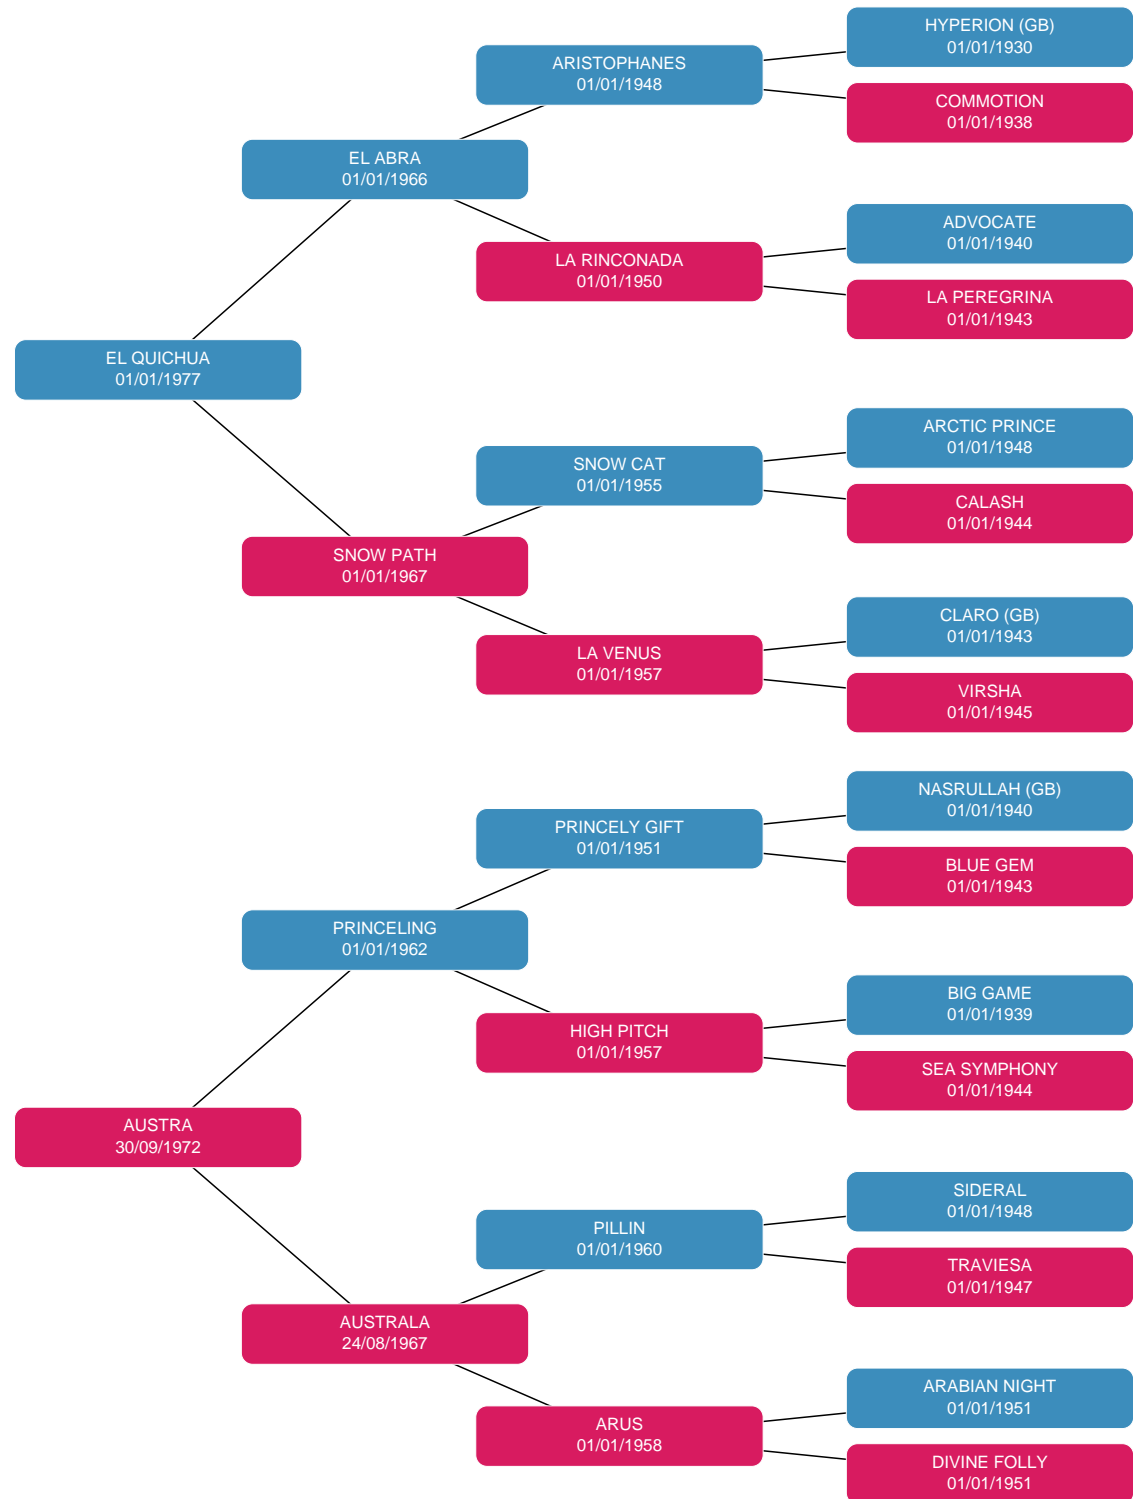 HYPERION (GB)
01/01/1930
ARISTOPHANES
01/01/1948
COMMOTION
01/01/1938
EL ABRA
01/01/1966
ADVOCATE
01/01/1940
LA RINCONADA
01/01/1950
LA PEREGRINA
01/01/1943
EL QUICHUA
01/01/1977
ARCTIC PRINCE
01/01/1948
SNOW CAT
01/01/1955
CALASH
01/01/1944
SNOW PATH
01/01/1967
CLARO (GB)
01/01/1943
LA VENUS
01/01/1957
VIRSHA
01/01/1945
NASRULLAH (GB)
01/01/1940
PRINCELY GIFT
01/01/1951
BLUE GEM
01/01/1943
PRINCELING
01/01/1962
BIG GAME
01/01/1939
HIGH PITCH
01/01/1957
SEA SYMPHONY
01/01/1944
AUSTRA
30/09/1972
SIDERAL
01/01/1948
PILLIN
01/01/1960
TRAVIESA
01/01/1947
AUSTRALA
24/08/1967
ARABIAN NIGHT
01/01/1951
ARUS
01/01/1958
DIVINE FOLLY
01/01/1951